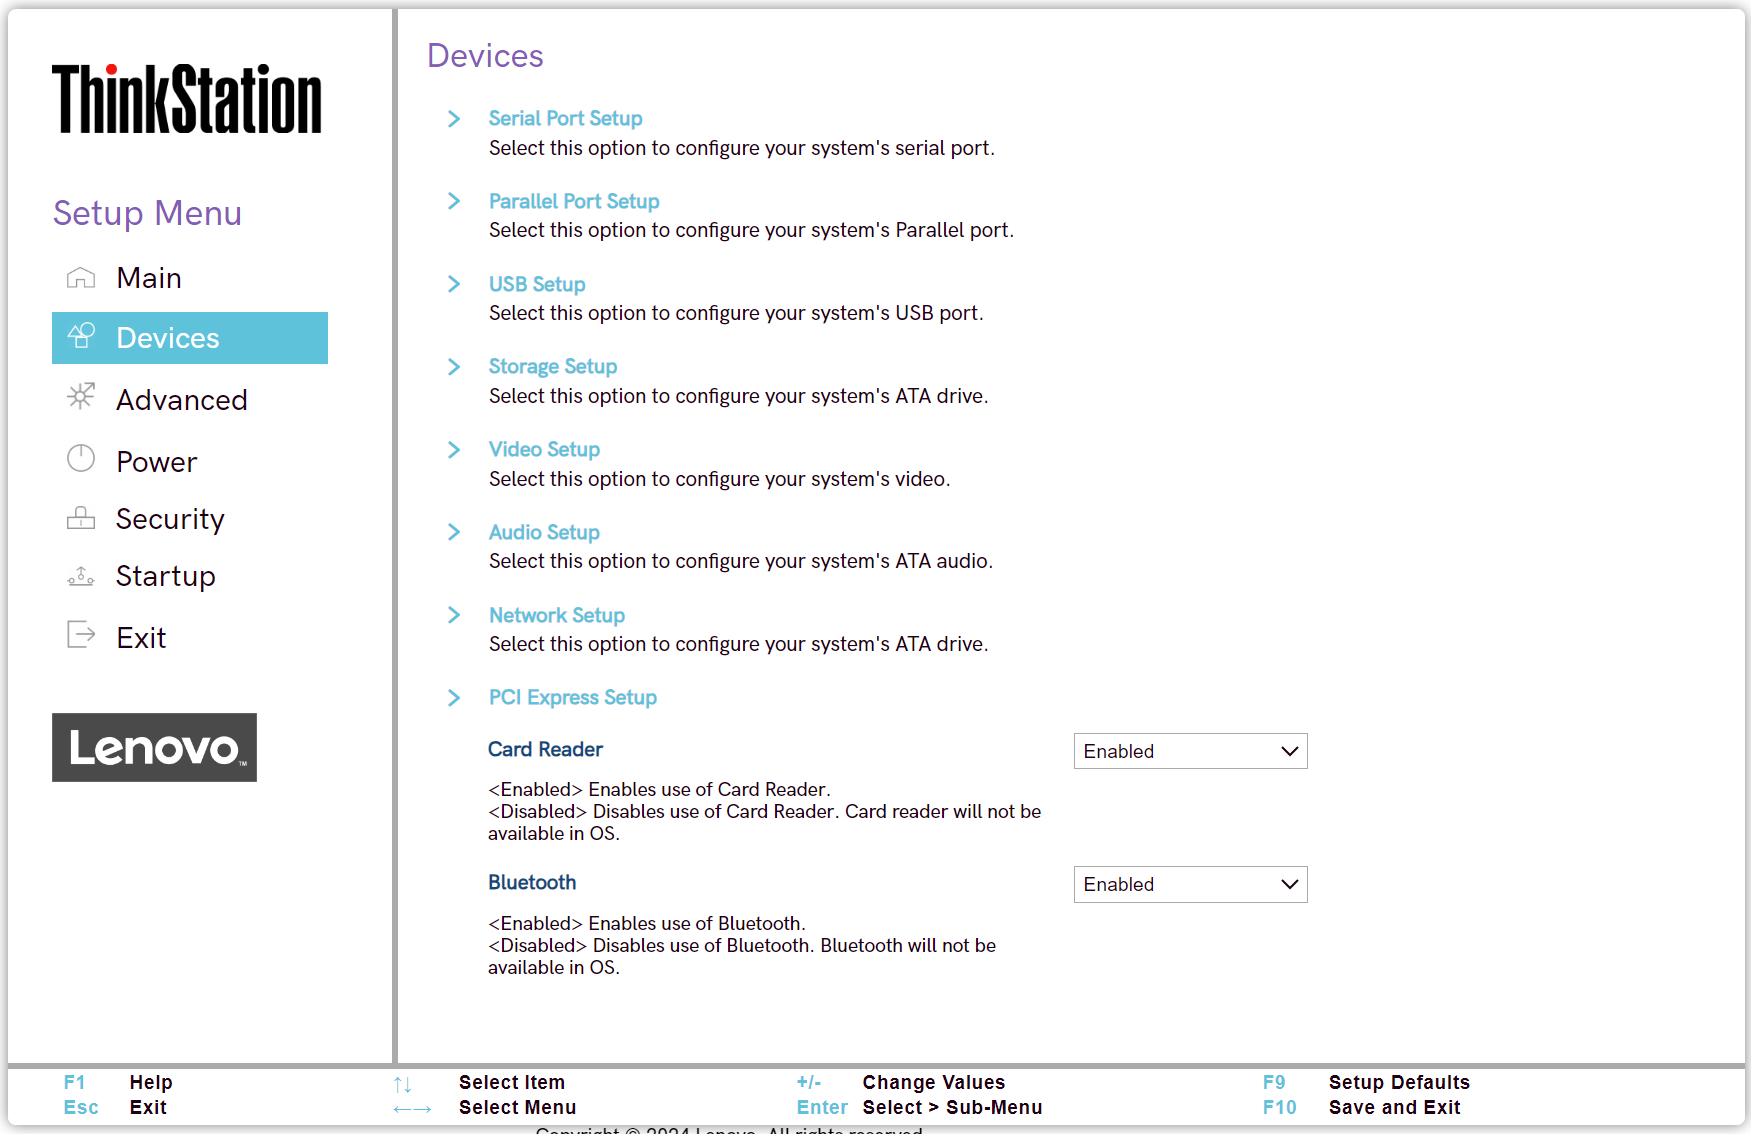 ThinkStation
Setup Menu
Main
Devices
Advanced
Power
Security
Startup
Exit
Lenovo™
Devices
Serial Port Setup
Select this option to configure your system's serial port.
Parallel Port Setup
Select this option to configure your system's Parallel port.
USB Setup
Select this option to configure your system's USB port.
Storage Setup
Select this option to configure your system's ATA drive.
Video Setup
Select this option to configure your system's video.
Audio Setup
Select this option to configure your system's ATA audio.
Network Setup
Select this option to configure your system's ATA drive.
PCI Express Setup
Card Reader Enabled
<Enabled> Enables use of Card Reader.
<Disabled> Disables use of Card Reader. Card reader will not be
available in OS.
Bluetooth Enabled
<Enabled> Enables use of Bluetooth.
<Disabled> Disables use of Bluetooth. Bluetooth will not be
available in OS.
F1 Help ↑↓ Select Item +/- Change Values F9 Setup Defaults
Esc Exit ←→ Select Menu Enter Select > Sub-Menu F10 Save and Exit
Copyright © 2024 Lenovo. All rights reserved.